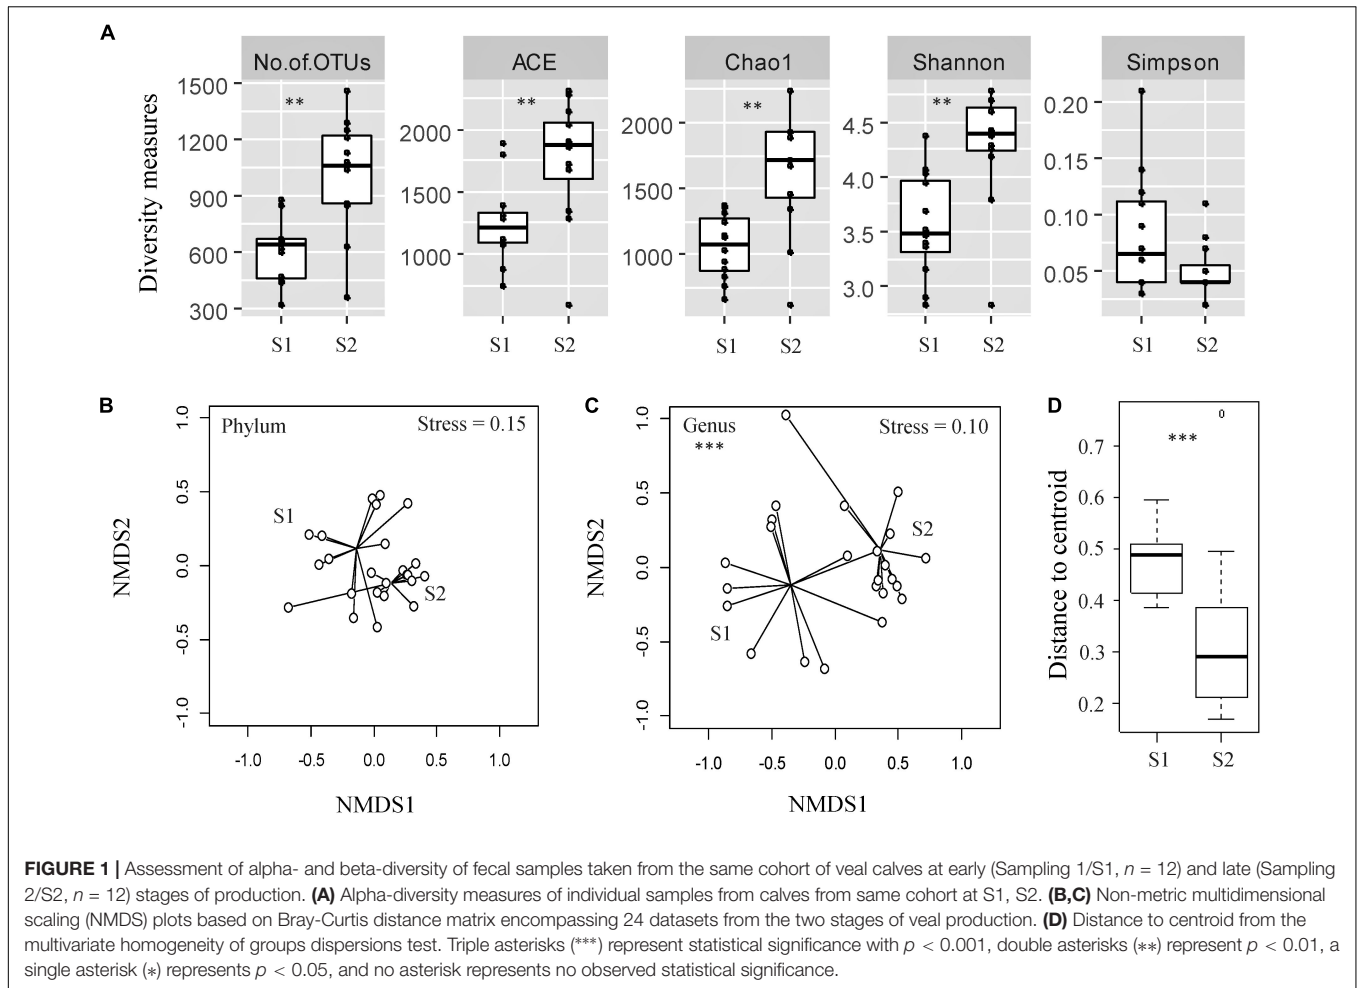 A
No.of.OTUs
ACE
Chao1
Shannon
Simpson
Diversity measures
1500
1200
900
600
300
**
S1
S2
2000
1500
1000
**
S1
S2
2000
1500
1000
**
S1
S2
4.5
4.0
3.5
3.0
**
S1
S2
0.20
0.15
0.10
0.05
S1
S2
B
Phylum
Stress = 0.15
NMDS2
1.0
0.5
0.0
-0.5
-1.0
S1
S2
-1.0
-0.5
0.0
0.5
1.0
NMDS1
C
Genus
***
Stress = 0.10
NMDS2
1.0
0.5
0.0
-0.5
-1.0
S1
S2
-1.0
-0.5
0.0
0.5
1.0
NMDS1
D
***
Distance to centroid
0.7
0.6
0.5
0.4
0.3
0.2
S1
S2
FIGURE 1 | Assessment of alpha- and beta-diversity of fecal samples taken from the same cohort of veal calves at early (Sampling 1/S1, n = 12) and late (Sampling
2/S2, n = 12) stages of production. (A) Alpha-diversity measures of individual samples from calves from same cohort at S1, S2. (B,C) Non-metric multidimensional
scaling (NMDS) plots based on Bray-Curtis distance matrix encompassing 24 datasets from the two stages of veal production. (D) Distance to centroid from the
multivariate homogeneity of groups dispersions test. Triple asterisks (***) represent statistical significance with p < 0.001, double asterisks (**) represent p < 0.01, a
single asterisk (*) represents p < 0.05, and no asterisk represents no observed statistical significance.